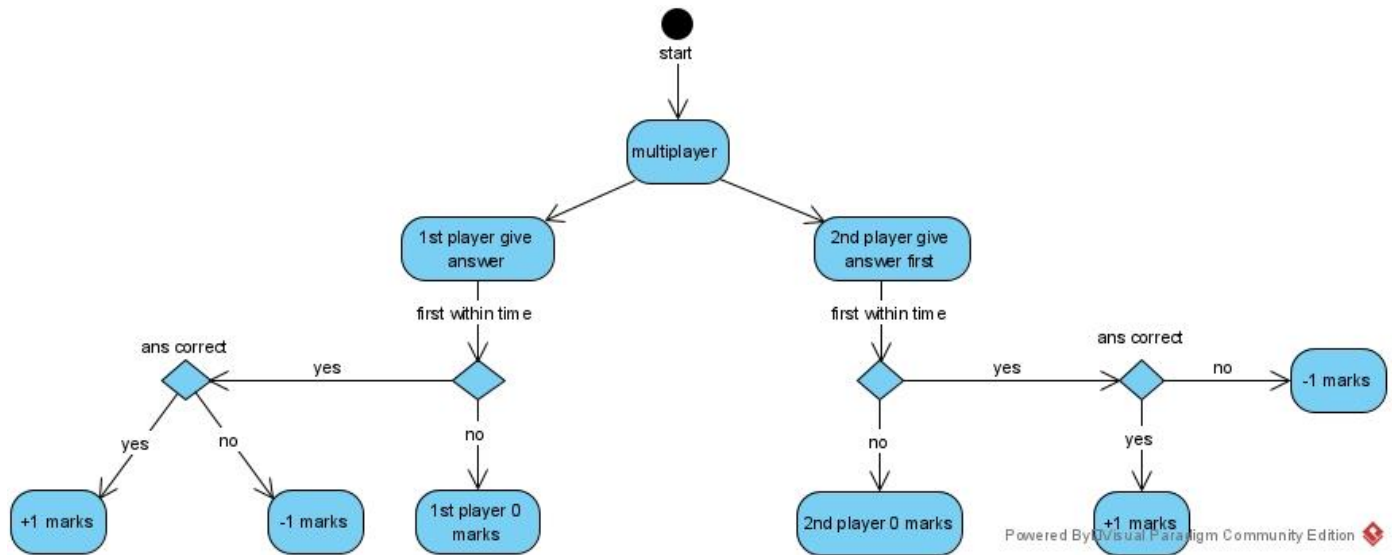 start
multiplayer
1st player give
answer
2nd player give
answer first
first within time
first within time
ans correct
yes
yes
ans correct
no
-1 marks
yes
no
no
no
yes
+1 marks
-1 marks
1st player 0
marks
2nd player 0 marks
+1 marks
Powered By Visual Paradigm Community Edition